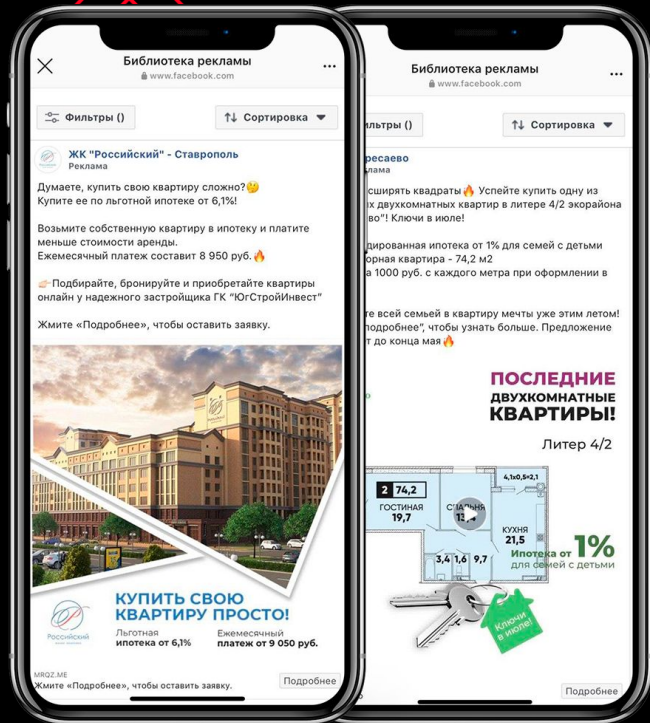 Библиотека рекламы
www.facebook.com
Фильтры ()
Сортировка
ЖК "Российский" - Ставрополь
Реклама
Думаете, купить свою квартиру сложно?🤔
Купите ее по льготной ипотеке от 6,1%!
Возьмите собственную квартиру в ипотеку и платите
меньше стоимости аренды.
Ежемесячный платеж составит 8 950 руб.🔥
👉🏻Подбирайте, бронируйте и приобретайте квартиры
онлайн у надежного застройщика ГК “ЮгСтройИнвест”
Жмите «Подробнее», чтобы оставить заявку.
КУПИТЬ СВОЮ
КВАРТИРУ ПРОСТО!
Российский
Льготная
ипотека от 6,1%
Ежемесячный
платеж от 9 050 руб.
MRQZ.ME
Жмите «Подробнее», чтобы оставить заявку.
Подробнее
Библиотека рекламы
www.facebook.com
льтры ()
Сортировка
ресаево
лама
сширять квадраты🔥 Успейте купить одну из
х двухкомнатных квартир в литере 4/2 экорайона
во"! Ключи в июле!
дированная ипотека от 1% для семей с детьми
орная квартира - 74,2 м2
а 1000 руб. с каждого метра при оформлении в
те всей семьей в квартиру мечты уже этим летом!
подробнее", чтобы узнать больше. Предложение
т до конца мая🔥
ПОСЛЕДНИЕ
ДВУХКОМНАТНЫЕ
КВАРТИРЫ!
Литер 4/2
2 74,2
4,1х0,5=2,1
ГОСТИНАЯ
19,7
СПАЛЬНЯ
КУХНЯ
21,5
3,4 1,6 9,7
Ипотека от 1%
для семей с детьми
Ключи
в июле!
Подробнее